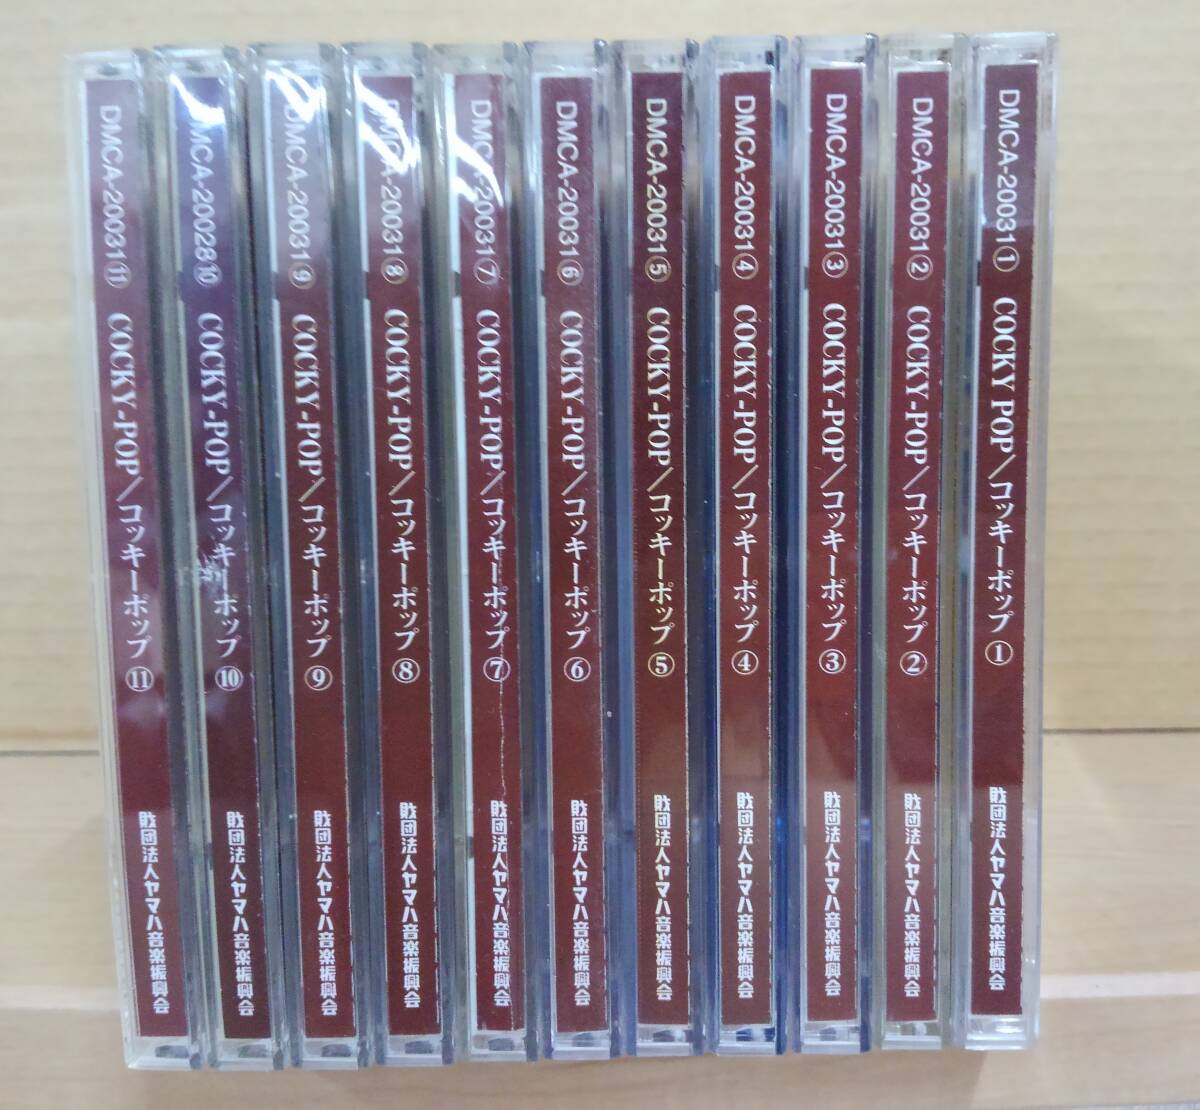 DMCA-20031⑪ COCKY-POP／コッキーポップ ⑪ 財団法人ヤマハ音楽振興会
DMCA-20028⑩ COCKY-POP／コッキーポップ ⑩ 財団法人ヤマハ音楽振興会
DMCA-20031⑨ COCKY-POP／コッキーポップ ⑨ 財団法人ヤマハ音楽振興会
DMCA-20031⑧ COCKY-POP／コッキーポップ ⑧ 財団法人ヤマハ音楽振興会
DMCA-20031⑦ COCKY-POP／コッキーポップ ⑦ 財団法人ヤマハ音楽振興会
DMCA-20031⑥ COCKY-POP／コッキーポップ ⑥ 財団法人ヤマハ音楽振興会
DMCA-20031⑤ COCKY-POP／コッキーポップ ⑤ 財団法人ヤマハ音楽振興会
DMCA-20031④ COCKY-POP／コッキーポップ ④ 財団法人ヤマハ音楽振興会
DMCA-20031③ COCKY-POP／コッキーポップ ③ 財団法人ヤマハ音楽振興会
DMCA-20031② COCKY-POP／コッキーポップ ② 財団法人ヤマハ音楽振興会
DMCA-20031① COCKY POP／コッキーポップ ① 財団法人ヤマハ音楽振興会